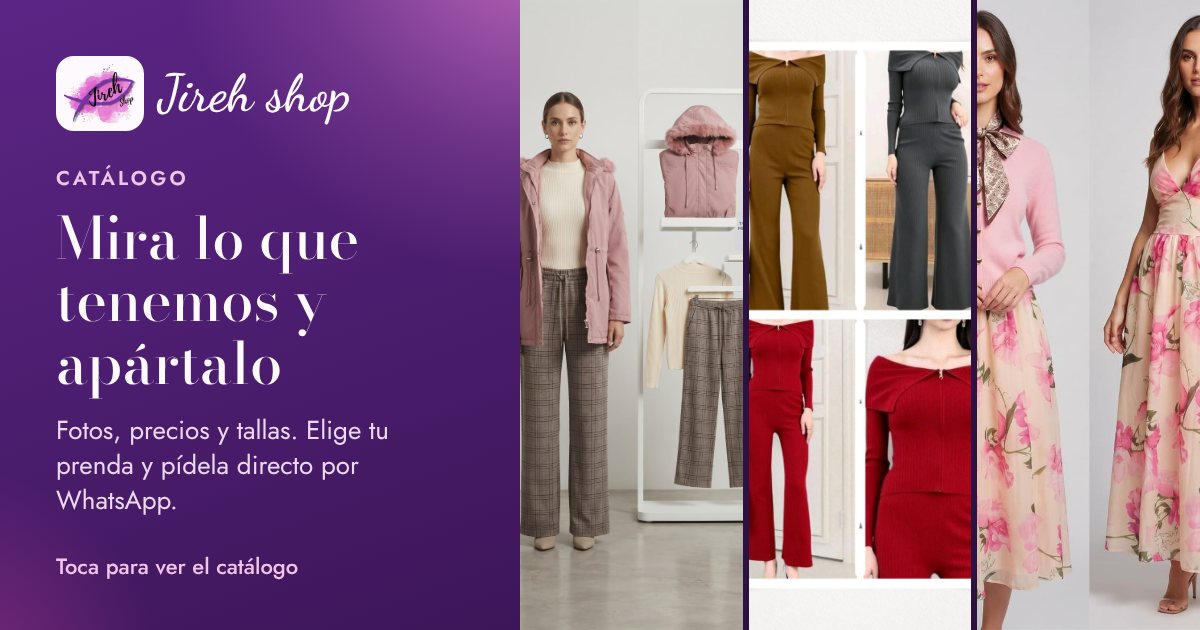 Jireh
shop
Jireh shop
CATÁLOGO
Mira lo que
tenemos y
apártalo
Fotos, precios y tallas. Elige tu
prenda y pídela directo por
WhatsApp.
Toca para ver el catálogo